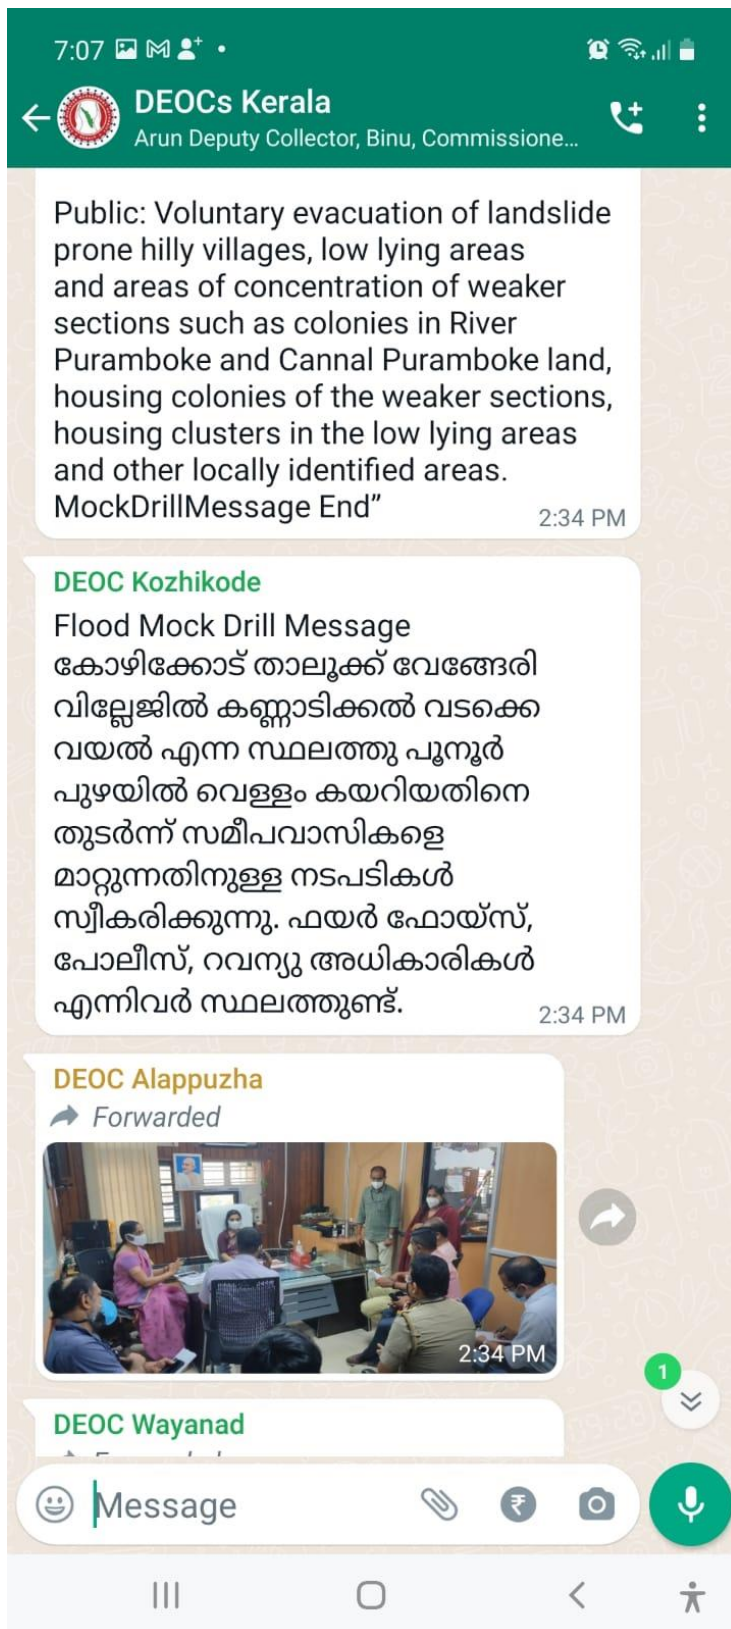 7:07
DEOCs Kerala
Arun Deputy Collector, Binu, Commissione...
Public: Voluntary evacuation of landslide
prone hilly villages, low lying areas
and areas of concentration of weaker
sections such as colonies in River
Puramboke and Cannal Puramboke land,
housing colonies of the weaker sections,
housing clusters in the low lying areas
and other locally identified areas.
MockDrillMessage End”
2:34 PM
DEOC Kozhikode
Flood Mock Drill Message
കോഴിക്കോട് താലൂക്ക് വേങ്ങേരി
വില്ലേജിൽ കണ്ണാടിക്കൽ വടക്കെ
വയൽ എന്ന സ്ഥലത്തു പൂനൂർ
പുഴയിൽ വെള്ളം കയറിയതിനെ
തുടർന്ന് സമീപവാസികളെ
മാറ്റുന്നതിനുള്ള നടപടികൾ
സ്വീകരിക്കുന്നു. ഫയർ ഫോയ്സ്,
പോലീസ്, റവന്യു അധികാരികൾ
എന്നിവർ സ്ഥലത്തുണ്ട്.
2:34 PM
DEOC Alappuzha
Forwarded
2:34 PM
1
DEOC Wayanad
Message